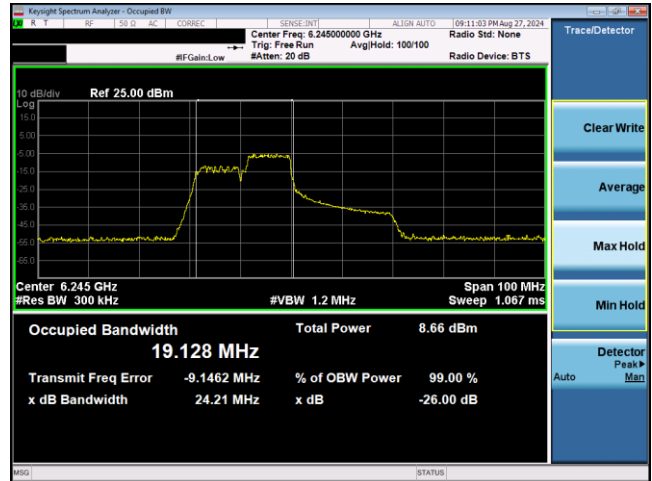 Keysight Spectrum Analyzer - Occupied BW
LXI R T RF 50 Ω AC CORREC SENSE:INT ALIGN AUTO 09:11:03 PM Aug 27, 2024
Center Freq: 6.245000000 GHz Radio Std: None
Trig: Free Run Avg|Hold: 100/100
#IFGain:Low #Atten: 20 dB Radio Device: BTS
Trace/Detector
10 dB/div Ref 25.00 dBm
Log
15.0
5.00
-5.00
-15.0
-25.0
-35.0
-45.0
-55.0
-65.0
Center 6.245 GHz Span 100 MHz
#Res BW 300 kHz #VBW 1.2 MHz Sweep 1.067 ms
Occupied Bandwidth Total Power 8.66 dBm
19.128 MHz
Transmit Freq Error -9.1462 MHz % of OBW Power 99.00 %
x dB Bandwidth 24.21 MHz x dB -26.00 dB
Clear Write
Average
Max Hold
Min Hold
Detector
Peak▶
Auto Man
MSG STATUS